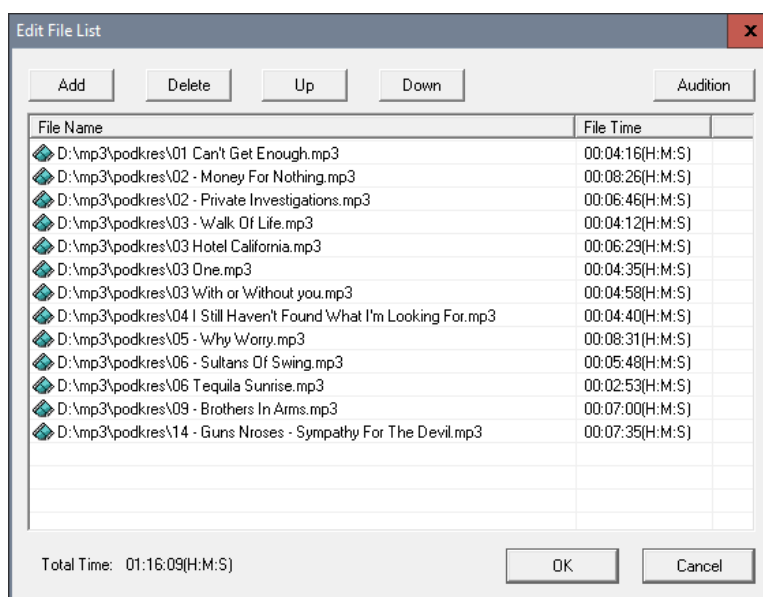 Edit File List
Add Delete Up Down Audition
File Name File Time
D:\mp3\podkres\01 Can't Get Enough.mp3 00:04:16(H:M:S)
D:\mp3\podkres\02 - Money For Nothing.mp3 00:08:26(H:M:S)
D:\mp3\podkres\02 - Private Investigations.mp3 00:06:46(H:M:S)
D:\mp3\podkres\03 - Walk Of Life.mp3 00:04:12(H:M:S)
D:\mp3\podkres\03 Hotel California.mp3 00:06:29(H:M:S)
D:\mp3\podkres\03 One.mp3 00:04:35(H:M:S)
D:\mp3\podkres\03 With or Without you.mp3 00:04:58(H:M:S)
D:\mp3\podkres\04 I Still Haven't Found What I'm Looking For.mp3 00:04:40(H:M:S)
D:\mp3\podkres\05 - Why Worry.mp3 00:08:31(H:M:S)
D:\mp3\podkres\06 - Sultans Of Swing.mp3 00:05:48(H:M:S)
D:\mp3\podkres\06 Tequila Sunrise.mp3 00:02:53(H:M:S)
D:\mp3\podkres\09 - Brothers In Arms.mp3 00:07:00(H:M:S)
D:\mp3\podkres\14 - Guns Nroses - Sympathy For The Devil.mp3 00:07:35(H:M:S)
Total Time: 01:16:09(H:M:S) OK Cancel